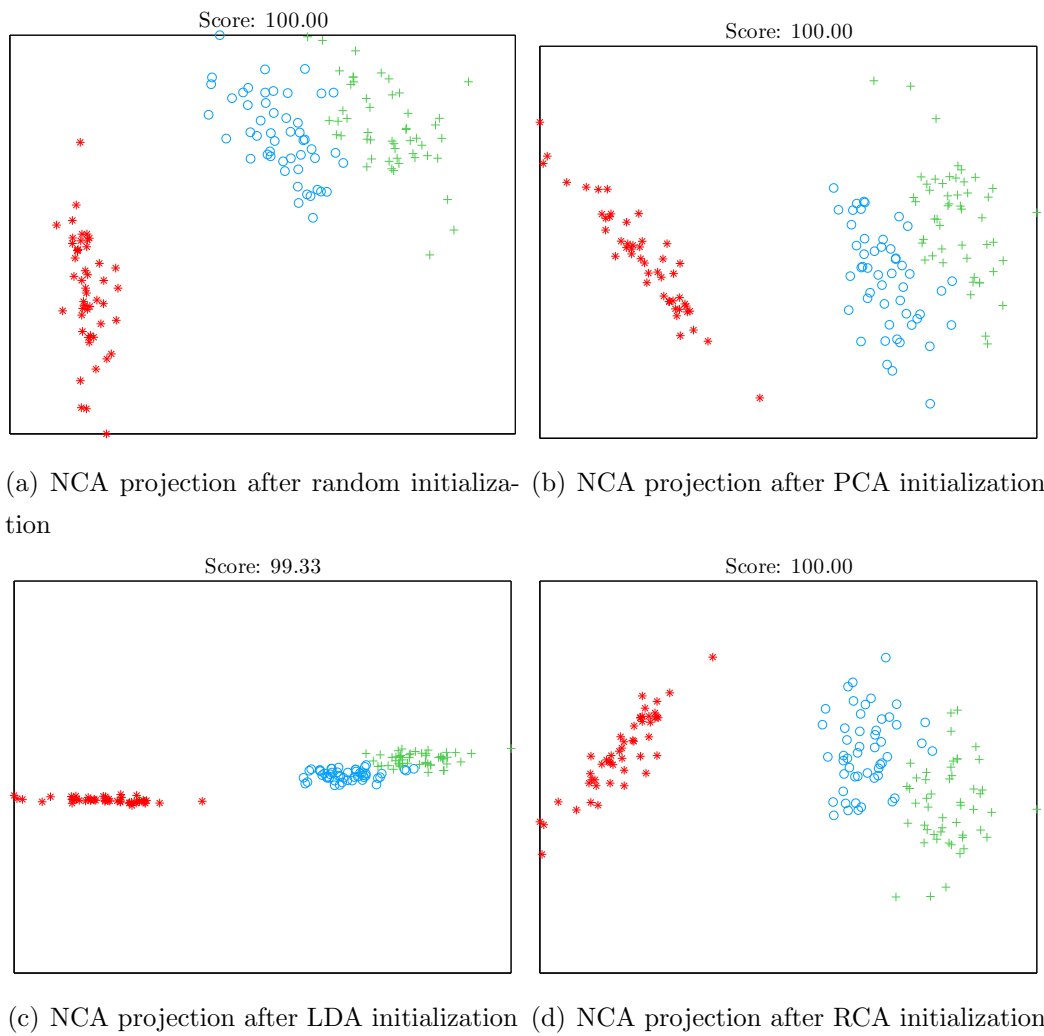 Score: 100.00
Score: 100.00
(a) NCA projection after random initializa-
tion
(b) NCA projection after PCA initialization
Score: 99.33
Score: 100.00
(c) NCA projection after LDA initialization
(d) NCA projection after RCA initialization